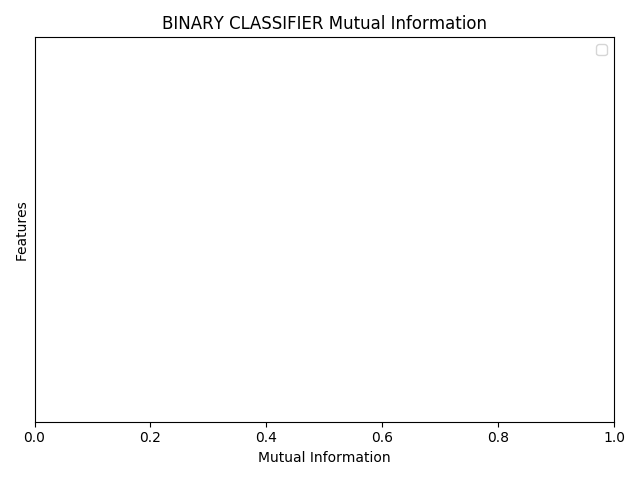 BINARY CLASSIFIER Mutual Information
Features
0.0 0.2 0.4 0.6 0.8 1.0
Mutual Information